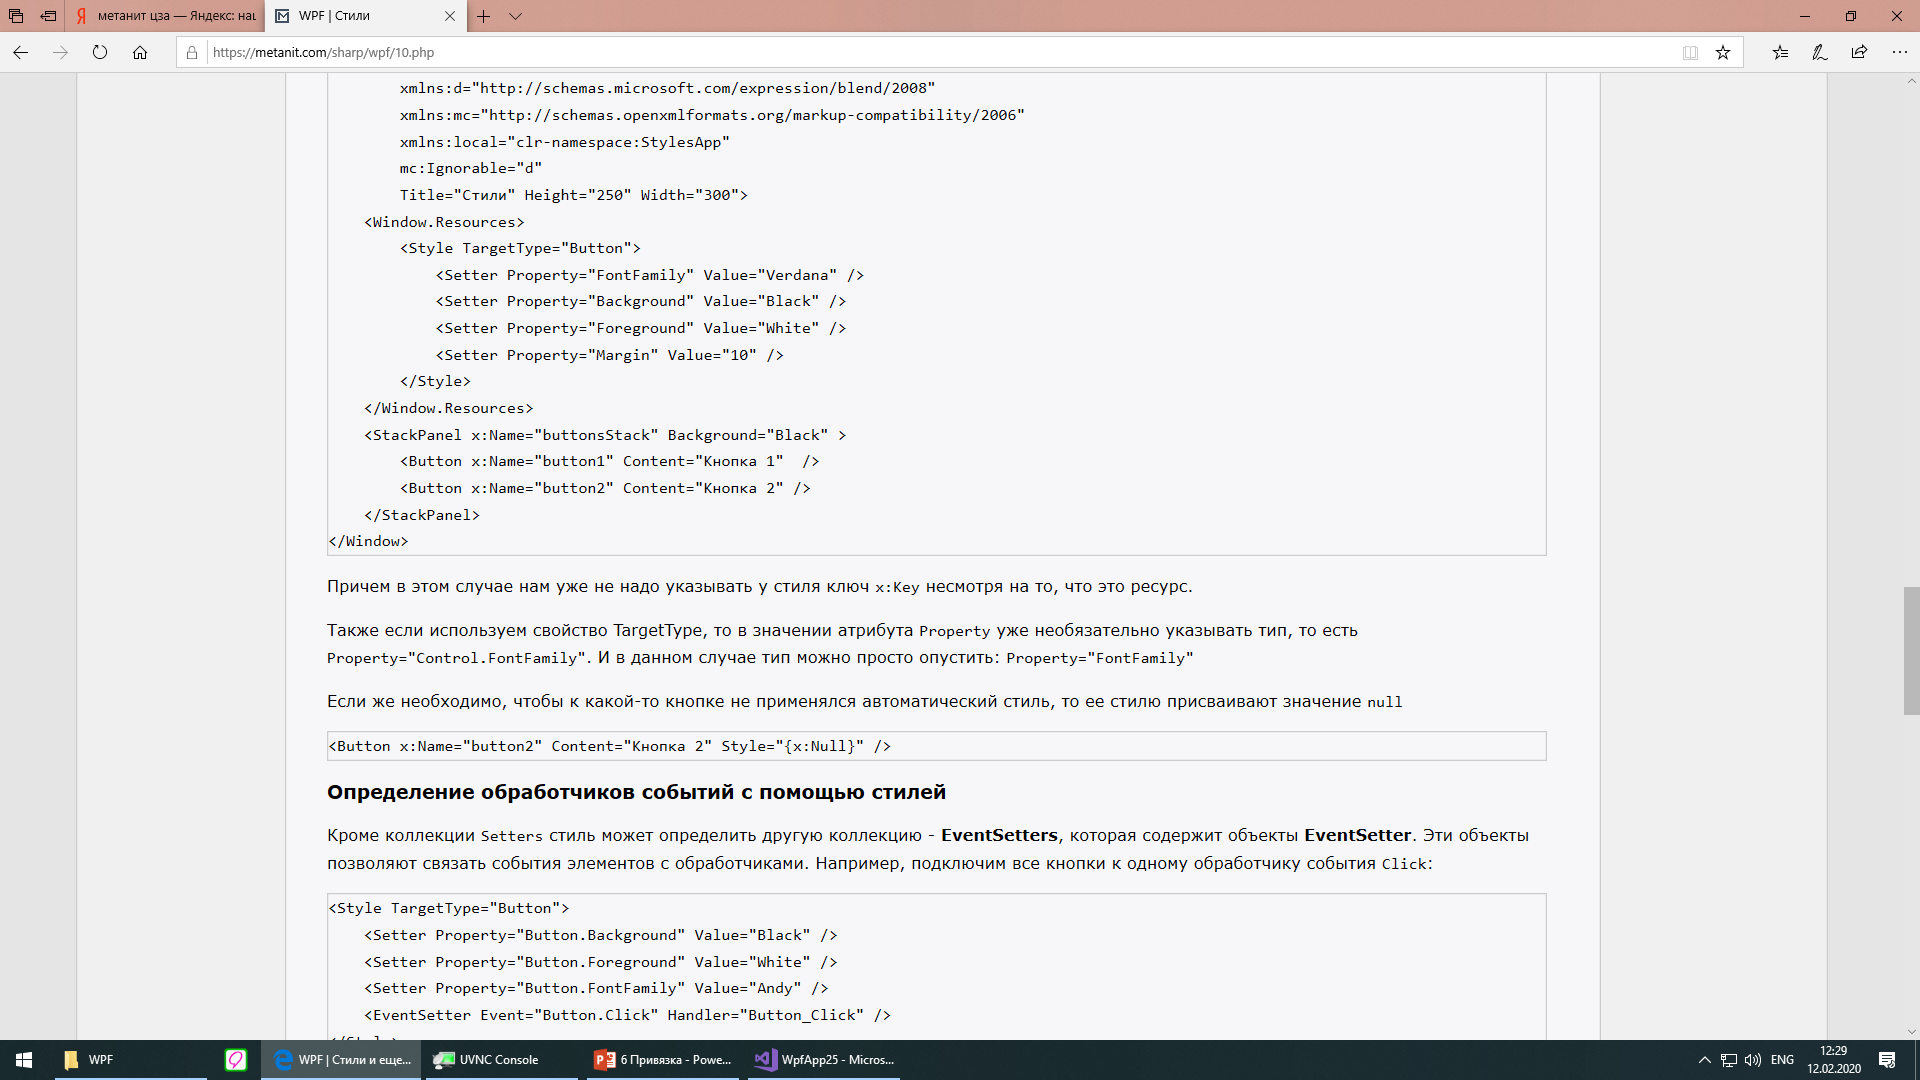 метанит цза — Яндекс: наш
WPF | Стили
https://metanit.com/sharp/wpf/10.php
xmlns:d="http://schemas.microsoft.com/expression/blend/2008"
xmlns:mc="http://schemas.openxmlformats.org/markup-compatibility/2006"
xmlns:local="clr-namespace:StylesApp"
mc:Ignorable="d"
Title="Стили" Height="250" Width="300">
<Window.Resources>
<Style TargetType="Button">
<Setter Property="FontFamily" Value="Verdana" />
<Setter Property="Background" Value="Black" />
<Setter Property="Foreground" Value="White" />
<Setter Property="Margin" Value="10" />
</Style>
</Window.Resources>
<StackPanel x:Name="buttonsStack" Background="Black" >
<Button x:Name="button1" Content="Кнопка 1"  />
<Button x:Name="button2" Content="Кнопка 2" />
</StackPanel>
</Window>
Причем в этом случае нам уже не надо указывать у стиля ключ x:Key несмотря на то, что это ресурс.
Также если используем свойство TargetType, то в значении атрибута Property уже необязательно указывать тип, то есть
Property="Control.FontFamily". И в данном случае тип можно просто опустить: Property="FontFamily"
Если же необходимо, чтобы к какой-то кнопке не применялся автоматический стиль, то ее стилю присваивают значение null
<Button x:Name="button2" Content="Кнопка 2" Style="{x:Null}" />
Определение обработчиков событий с помощью стилей
Кроме коллекции Setters стиль может определить другую коллекцию - EventSetters, которая содержит объекты EventSetter. Эти объекты
позволяют связать события элементов с обработчиками. Например, подключим все кнопки к одному обработчику события Click:
<Style TargetType="Button">
<Setter Property="Button.Background" Value="Black" />
<Setter Property="Button.Foreground" Value="White" />
<Setter Property="Button.FontFamily" Value="Andy" />
<EventSetter Event="Button.Click" Handler="Button_Click" />
</Style>
WPF
WPF | Стили и еще...
UVNC Console
6 Привязка - Powe...
WpfApp25 - Micros...
ENG
12:29
12.02.2020